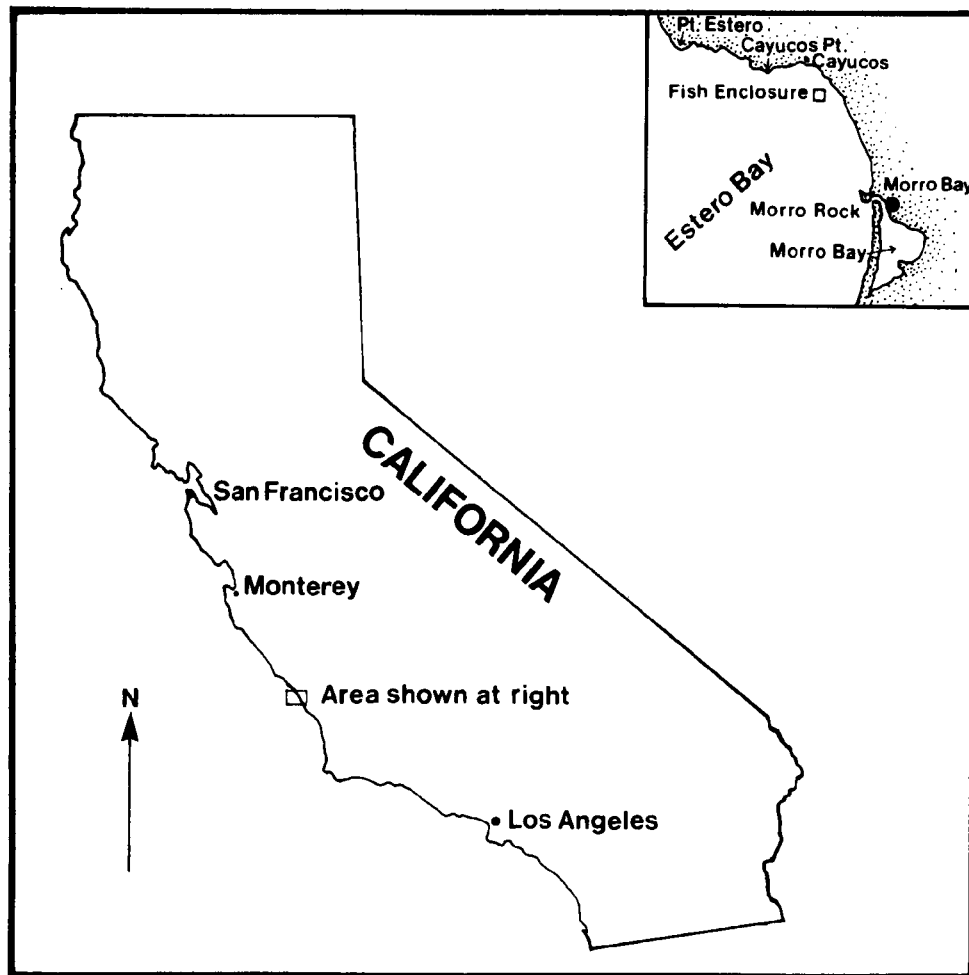 Pt. Estero
Cayucos Pt.
Cayucos
Fish Enclosure
Estero Bay
Morro Bay
Morro Rock
Morro Bay
CALIFORNIA
San Francisco
Monterey
Area shown at right
N
Los Angeles